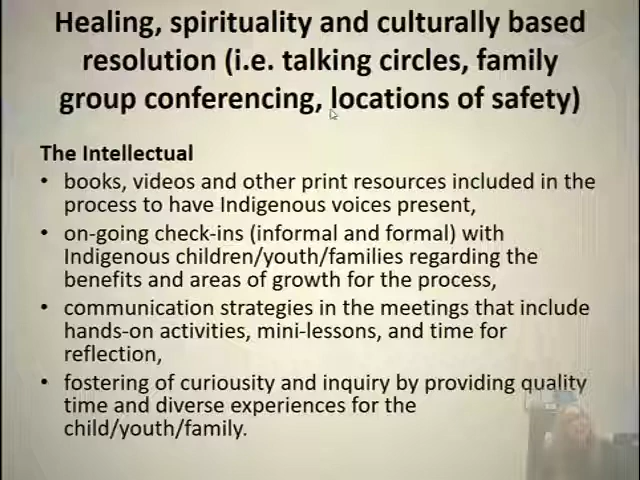 Healing, spirituality and culturally based
resolution (i.e. talking circles, family
group conferencing, locations of safety)
The Intellectual
• books, videos and other print resources included in the
process to have Indigenous voices present,
• on-going check-ins (informal and formal) with
Indigenous children/youth/families regarding the
benefits and areas of growth for the process,
• communication strategies in the meetings that include
hands-on activities, mini-lessons, and time for
reflection,
• fostering of curiousity and inquiry by providing quality
time and diverse experiences for the
child/youth/family.